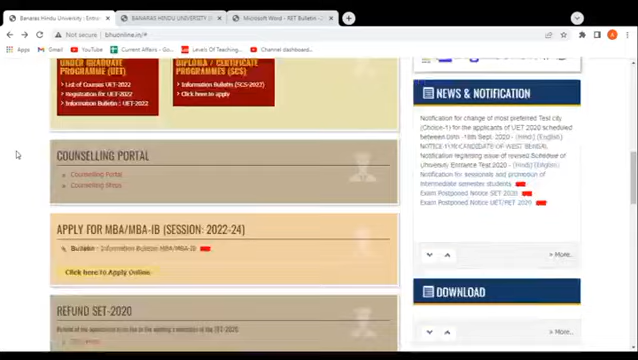 Banaras Hindu University : Entran
BANARAS HINDU UNIVERSITY (
Microsoft Word - RET Bulletin -
Not secure | bhuonline.in/#
Gmail
YouTube
Current Affairs - Go...
Levels Of Teaching...
Channel dashboard...
UNDER GRADUATE
PROGRAMME (UET)
List of Courses UET-2022
Registration for UET-2022
Information Bulletin : UET-2022
DIPLOMA / CERTIFICATE
PROGRAMMES (SCS)
Information Bulletin (SCS-2022)
Click here to apply
COUNSELLING PORTAL
Counselling Portal
Counselling Steps
APPLY FOR MBA/MBA-IB (SESSION: 2022-24)
Bulletin - Information Bulletin MBA/MBA-IB
Click here to Apply Online
REFUND SET-2020
NEWS & NOTIFICATION
Notification for change of most preferred Test city
(Choice-1) for the applicants of UET 2020 scheduled
between 09th -18th Sept. 2020 - [Hindi] [English]
NOTICE FOR CANDIDATE OF WEST BENGAL
Notification regarding issue of revised Schedule of
University Entrance Test 2020 - [Hindi] [English]
Notification for sessionals and promotion of
intermediate semester students
Exam Postponed Notice SET 2020
Exam Postponed Notice UET/PET 2020
> More..
DOWNLOAD
> More..